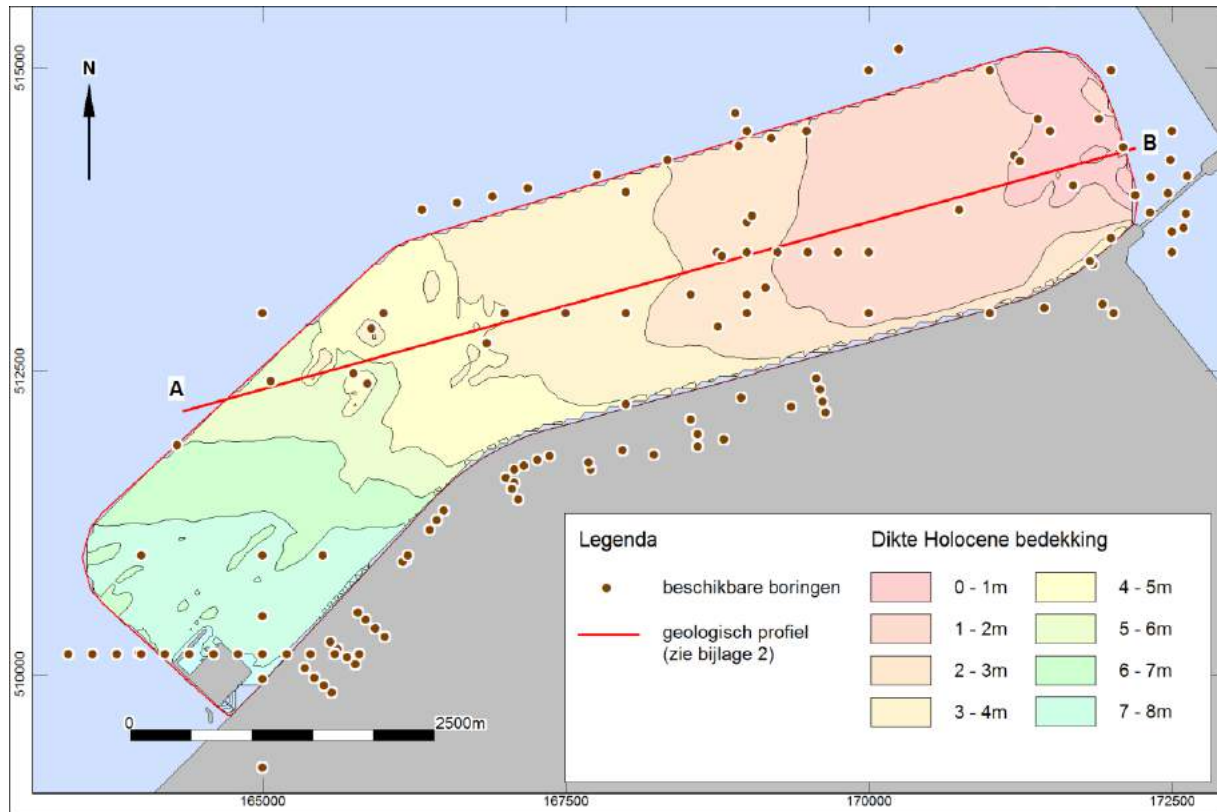 515000
N
B
512500
A
Legenda
beschikbare boringen
geologisch profiel
(zie bijlage 2)
Dikte Holocene bedekking
0 - 1m
4 - 5m
1 - 2m
5 - 6m
2 - 3m
6 - 7m
3 - 4m
7 - 8m
510000
0
2500m
165000
167500
170000
172500